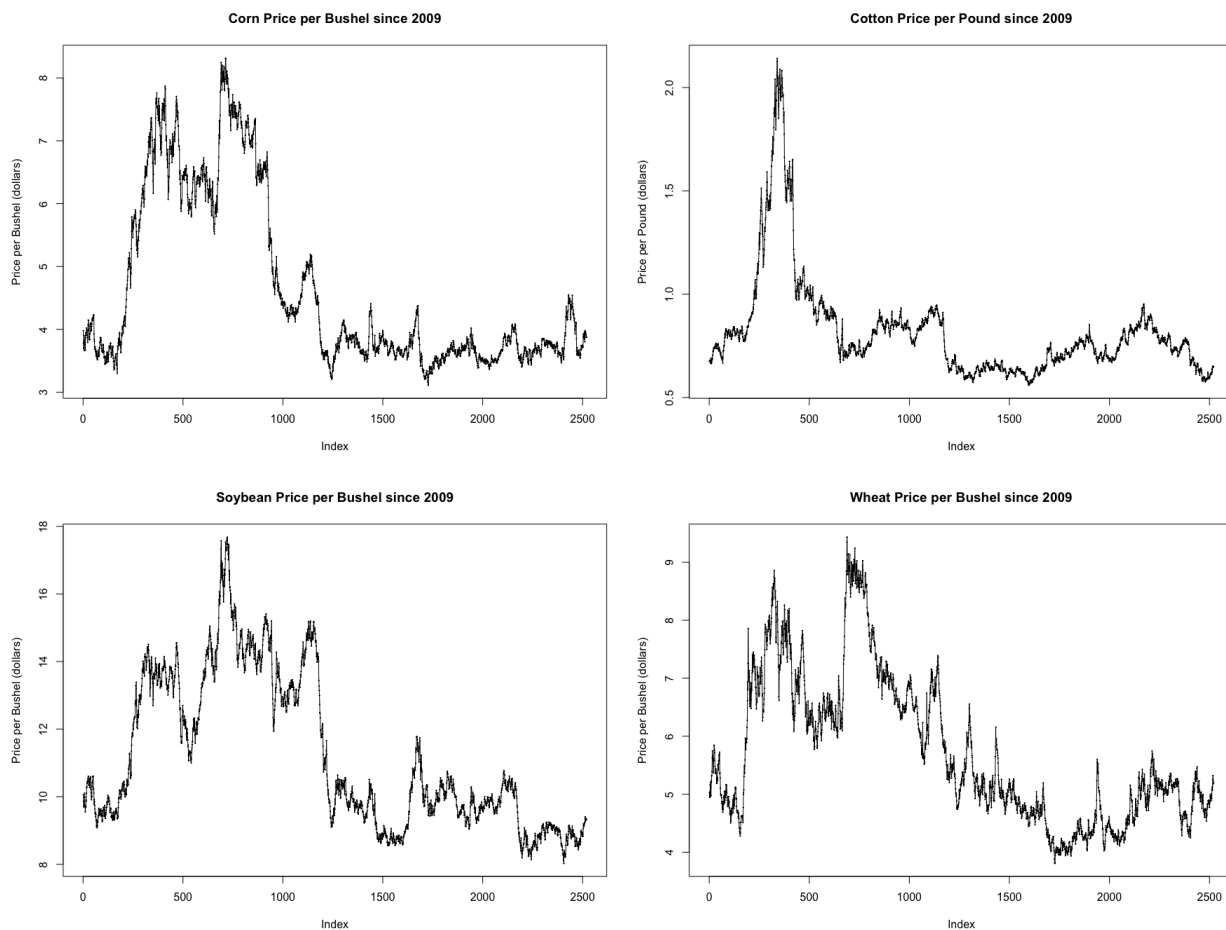 Corn Price per Bushel since 2009
Price per Bushel (dollars)
8
7
6
5
4
3
0 500 1000 1500 2000 2500
Index
Cotton Price per Pound since 2009
Price per Pound (dollars)
2.0
1.5
1.0
0.5
0 500 1000 1500 2000 2500
Index
Soybean Price per Bushel since 2009
Price per Bushel (dollars)
18
16
14
12
10
8
0 500 1000 1500 2000 2500
Index
Wheat Price per Bushel since 2009
Price per Bushel (dollars)
9
8
7
6
5
4
0 500 1000 1500 2000 2500
Index